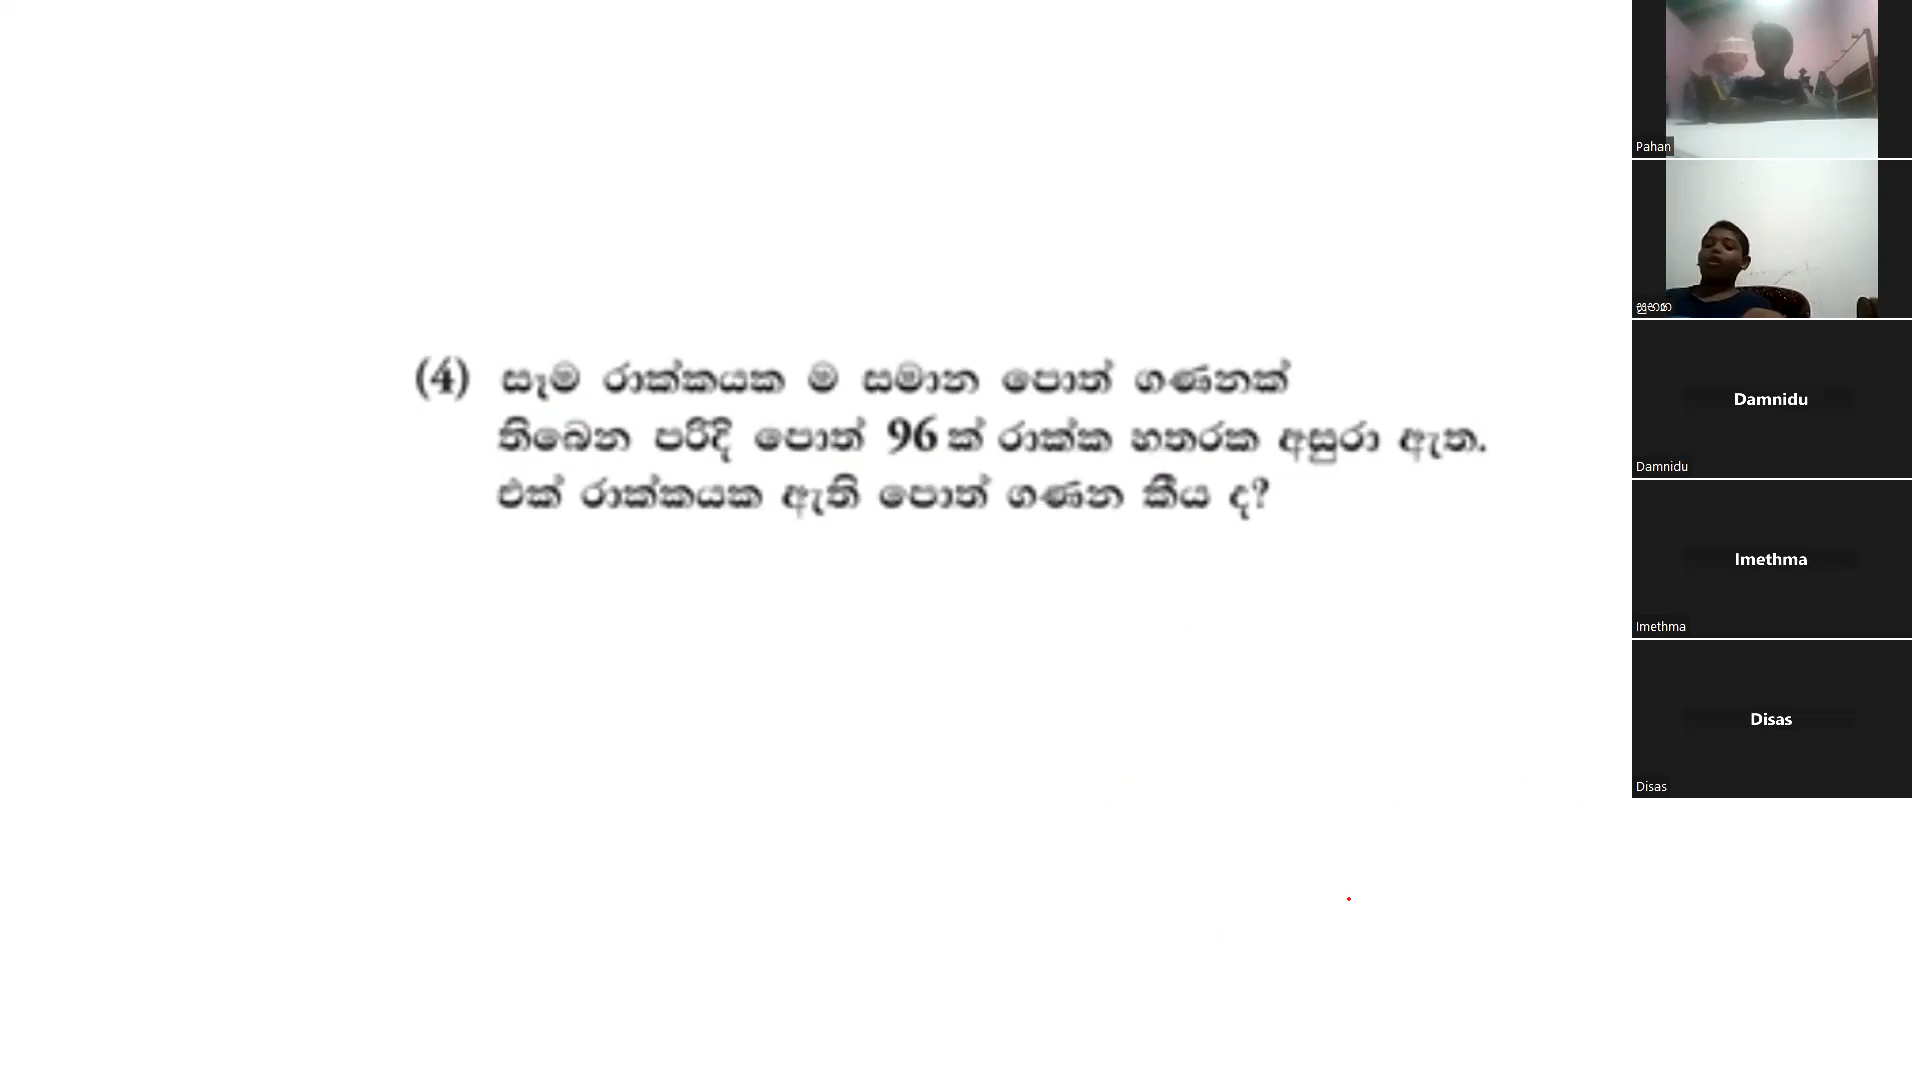 (4) සෑම රාක්කයක ම සමාන පොත් ගණනක්
තිබෙන පරිදි පොත් 96 ක් රාක්ක හතරක අසුරා ඇත.
එක් රාක්කයක ඇති පොත් ගණන කීය ද?
Pahan
Damnidu
Damnidu
Imethma
Imethma
Disas
Disas